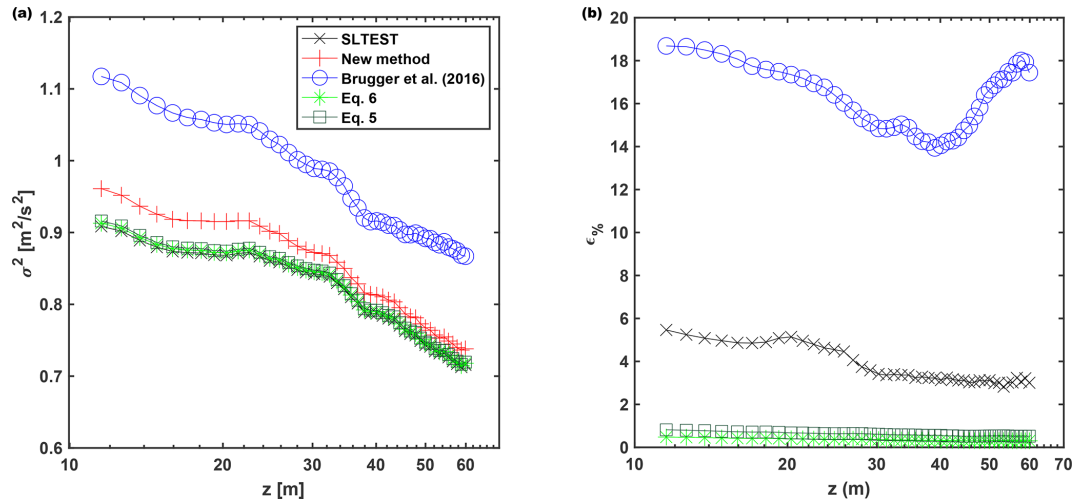 (a)
1.2
1.1
1
0.9
0.8
0.7
0.6
σ² [m²/s²]
10
20
30
40
50
60
z [m]
SLTEST
New method
Brugger et al. (2016)
Eq. 6
Eq. 5
(b)
20
18
16
14
12
10
8
6
4
2
0
ϵ%
10
20
30
40
50
60
70
z (m)